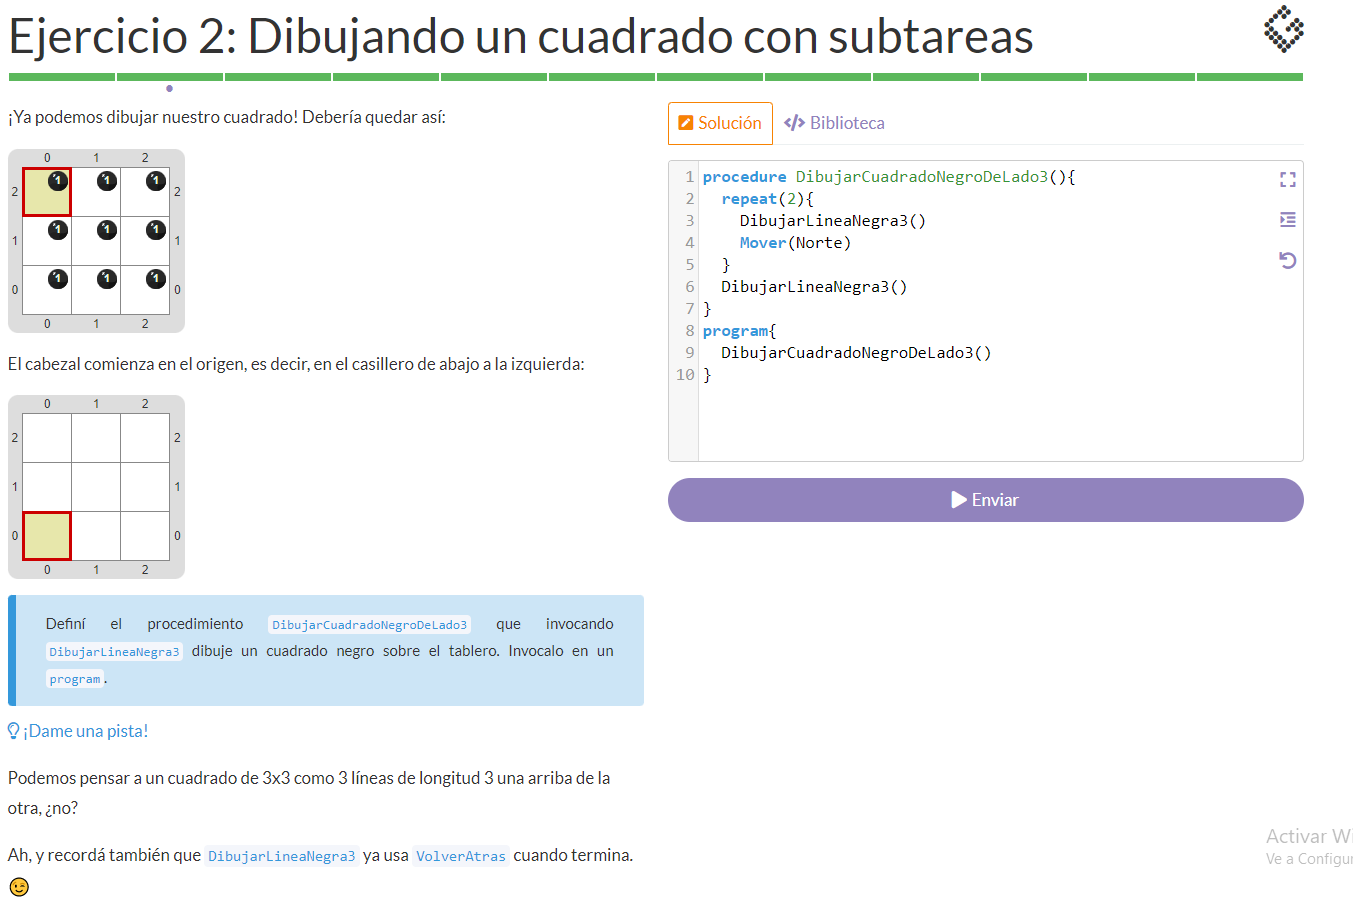 Ejercicio 2: Dibujando un cuadrado con subtareas
¡Ya podemos dibujar nuestro cuadrado! Debería quedar así:
0 1 2
2 1 1 1 2
1 1 1 1 1
0 1 1 1 0
0 1 2
El cabezal comienza en el origen, es decir, en el casillero de abajo a la izquierda:
0 1 2
2 2
1 1
0 0
0 1 2
Definí el procedimiento DibujarCuadradoNegroDeLado3 que invocando
DibujarLineaNegra3 dibuje un cuadrado negro sobre el tablero. Invocalo en un
program.
¡Dame una pista!
Podemos pensar a un cuadrado de 3x3 como 3 líneas de longitud 3 una arriba de la
otra, ¿no?
Ah, y recordá también que DibujarLineaNegra3 ya usa VolverAtras cuando termina.
Solución </> Biblioteca
1 procedure DibujarCuadradoNegroDeLado3(){
2 repeat(2){
3 DibujarLineaNegra3()
4 Mover(Norte)
5 }
6 DibujarLineaNegra3()
7 }
8 program{
9 DibujarCuadradoNegroDeLado3()
10 }
Enviar
Activar Wi
Ve a Configur